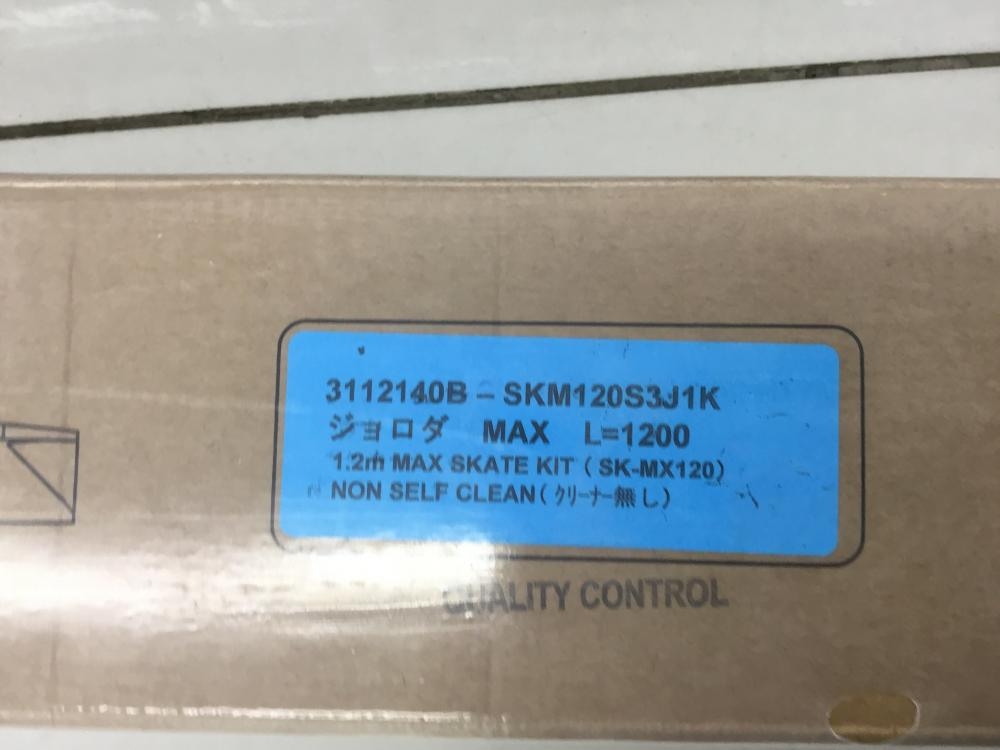 3112140B - SKM120S3J1K
ジョロダ MAX L=1200
1.2m MAX SKATE KIT ( SK-MX120)
NON SELF CLEAN( ｸﾘｰﾅｰ無し)
QUALITY CONTROL